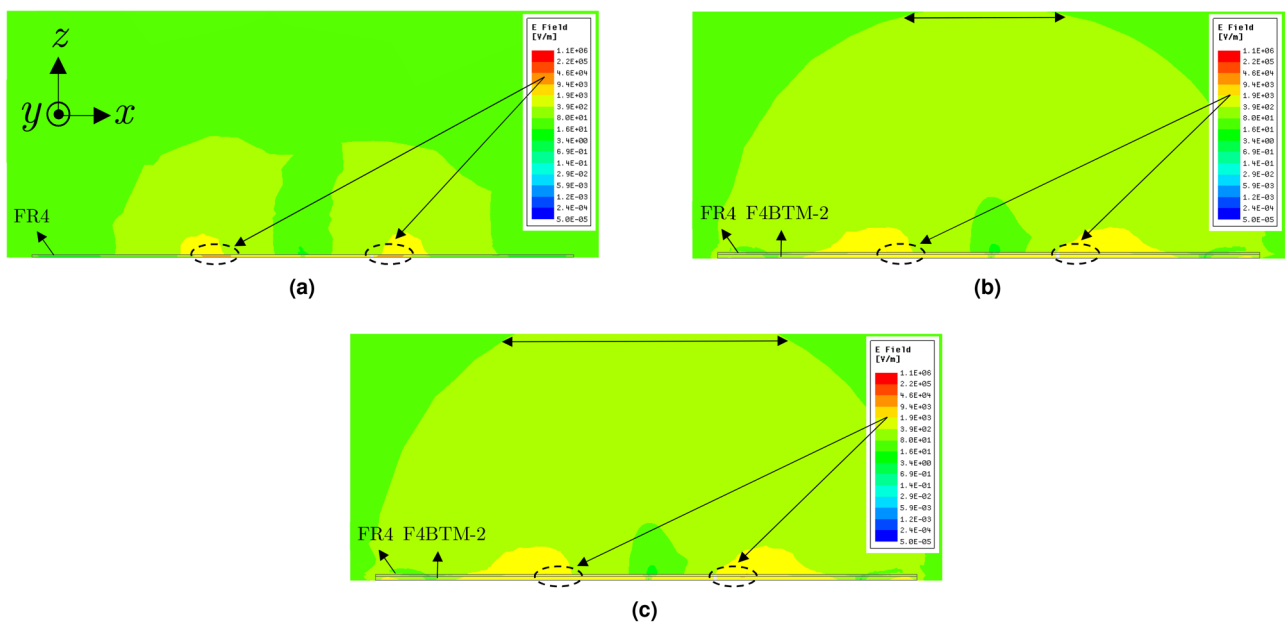 z
y
x
FR4
E Field
[V/m]
1.1E+06
2.2E+05
4.6E+04
9.4E+03
1.9E+03
3.9E+02
8.0E+01
1.6E+01
3.4E+00
6.9E-01
1.4E-01
2.9E-02
5.9E-03
1.2E-03
2.4E-04
5.0E-05
(a)
FR4 F4BTM-2
E Field
[V/m]
1.1E+06
2.2E+05
4.6E+04
9.4E+03
1.9E+03
3.9E+02
8.0E+01
1.6E+01
3.4E+00
6.9E-01
1.4E-01
2.9E-02
5.9E-03
1.2E-03
2.4E-04
5.0E-05
(b)
FR4 F4BTM-2
E Field
[V/m]
1.1E+06
2.2E+05
4.6E+04
9.4E+03
1.9E+03
3.9E+02
8.0E+01
1.6E+01
3.4E+00
6.9E-01
1.4E-01
2.9E-02
5.9E-03
1.2E-03
2.4E-04
5.0E-05
(c)